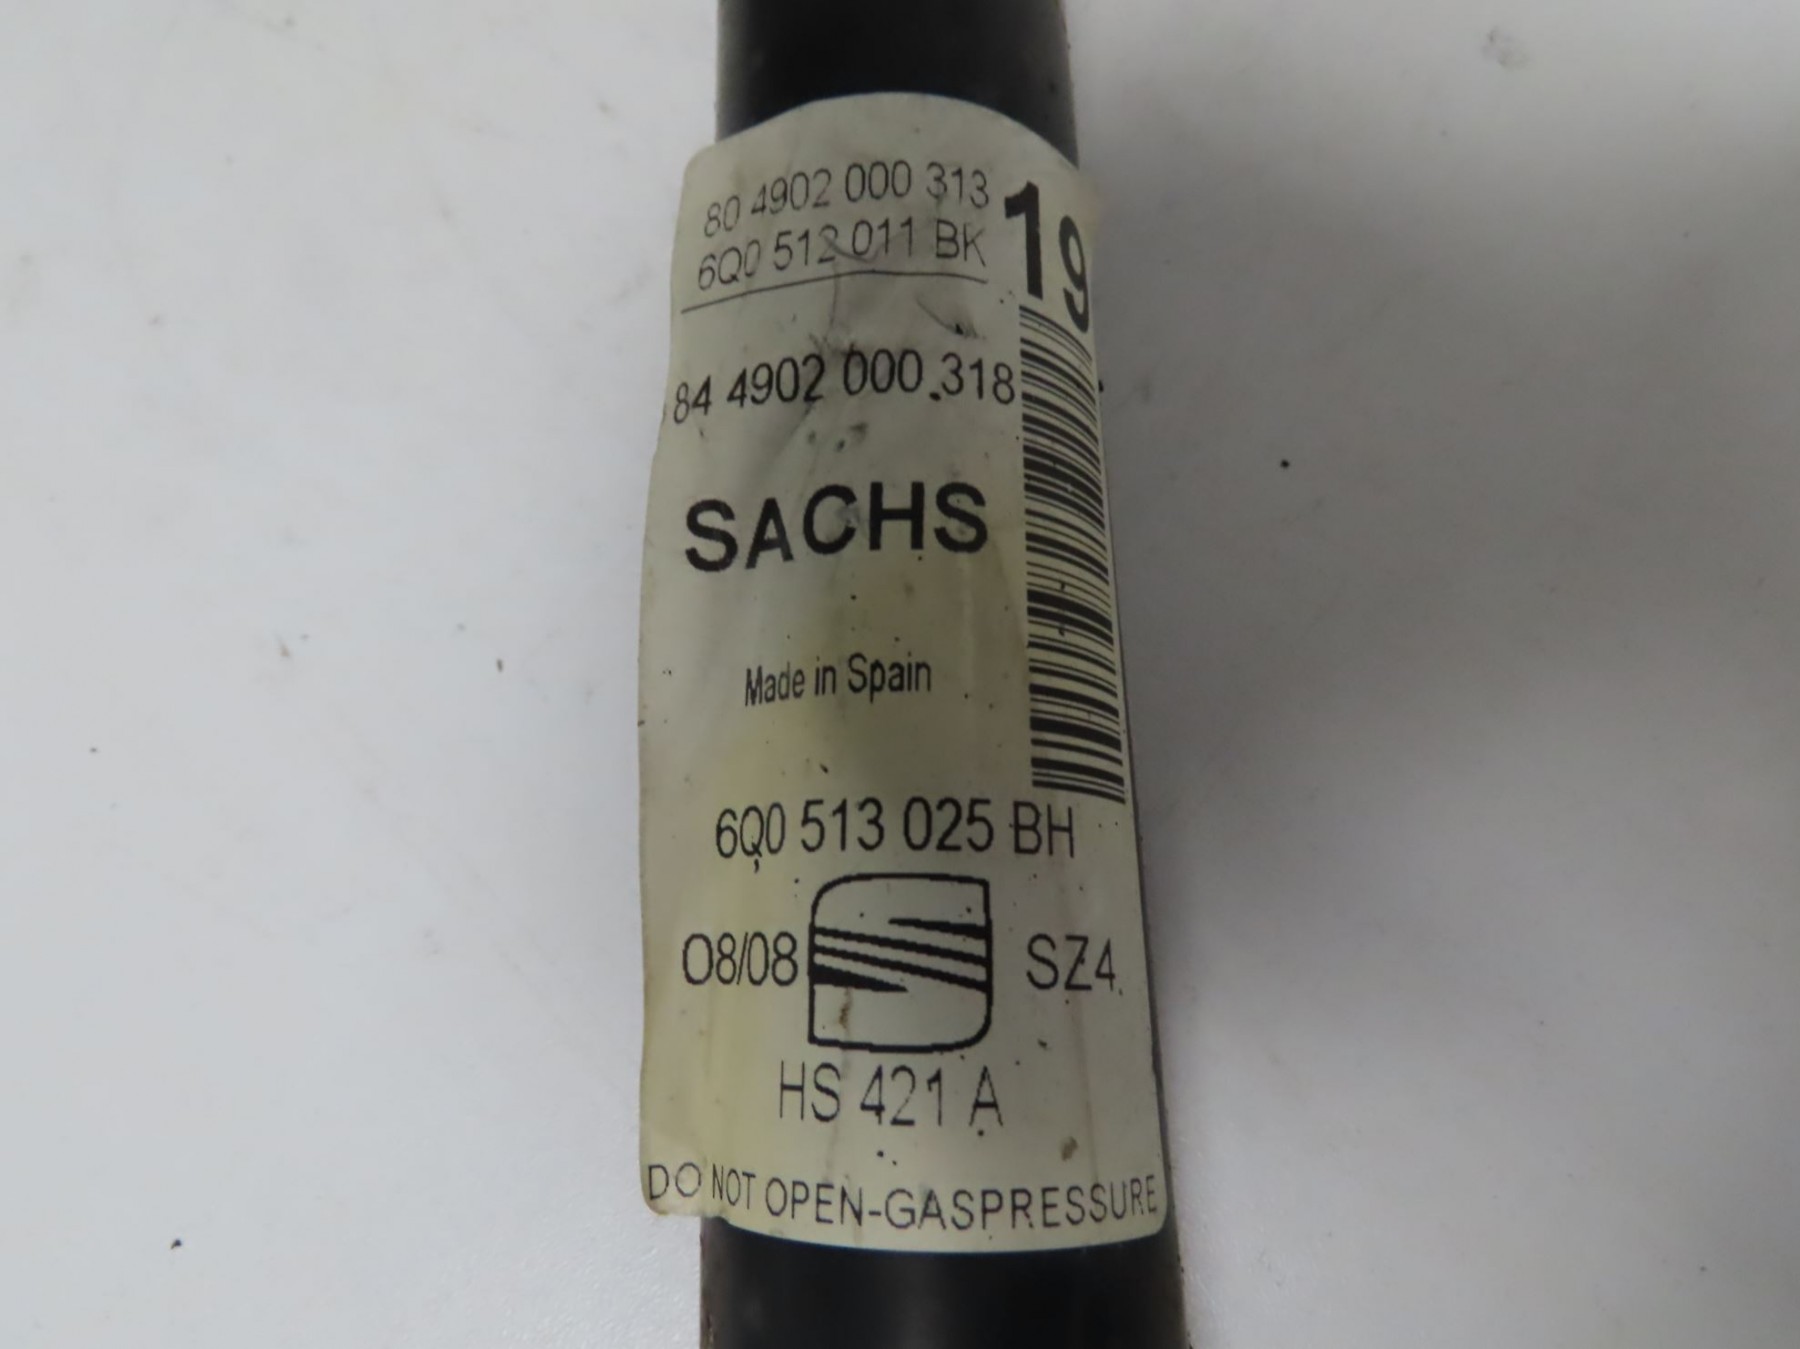 80 4902 000 313
6Q0 512 011 BK
19
84 4902 000 318
SACHS
Made in Spain
6Q0 513 025 BH
08/08 SZ4
HS 421 A
DO NOT OPEN-GASPRESSURE